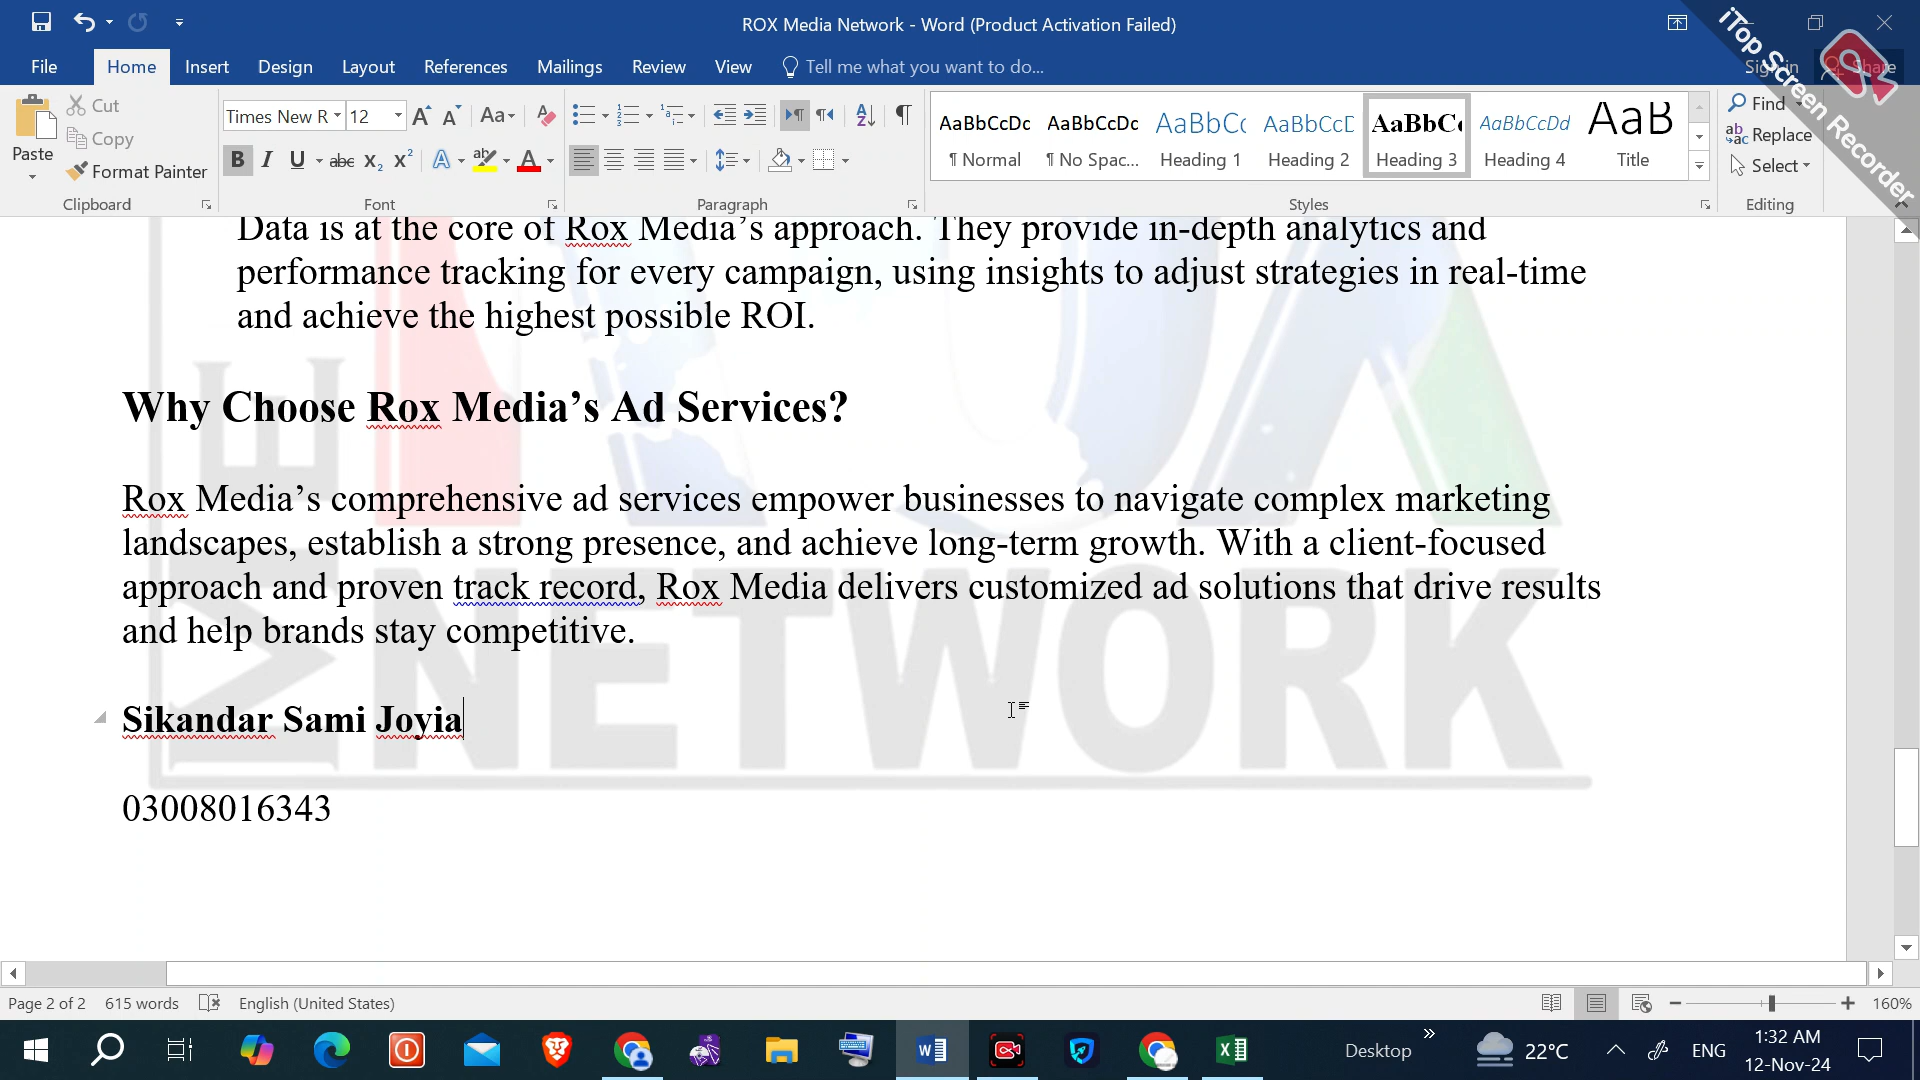 ROX Media Network - Word (Product Activation Failed)
iTop Screen Recorder
File Home Insert Design Layout References Mailings Review View Tell me what you want to do... Sign in Share
Paste Cut Copy Format Painter
Clipboard
Times New R 12
Font
Paragraph
AaBbCcDc AaBbCcDc AaBbCc AaBbCcD AaBbC AaBbCcDd AaB
¶ Normal ¶ No Spac... Heading 1 Heading 2 Heading 3 Heading 4 Title
Styles
Find
Replace
Select
Editing
Data is at the core of Rox Media’s approach. They provide in-depth analytics and
performance tracking for every campaign, using insights to adjust strategies in real-time
and achieve the highest possible ROI.
Why Choose Rox Media’s Ad Services?
Rox Media’s comprehensive ad services empower businesses to navigate complex marketing
landscapes, establish a strong presence, and achieve long-term growth. With a client-focused
approach and proven track record, Rox Media delivers customized ad solutions that drive results
and help brands stay competitive.
Sikandar Sami Joyia
03008016343
NETWORK
Page 2 of 2 615 words English (United States) 160%
Desktop 22°C ENG 1:32 AM
12-Nov-24